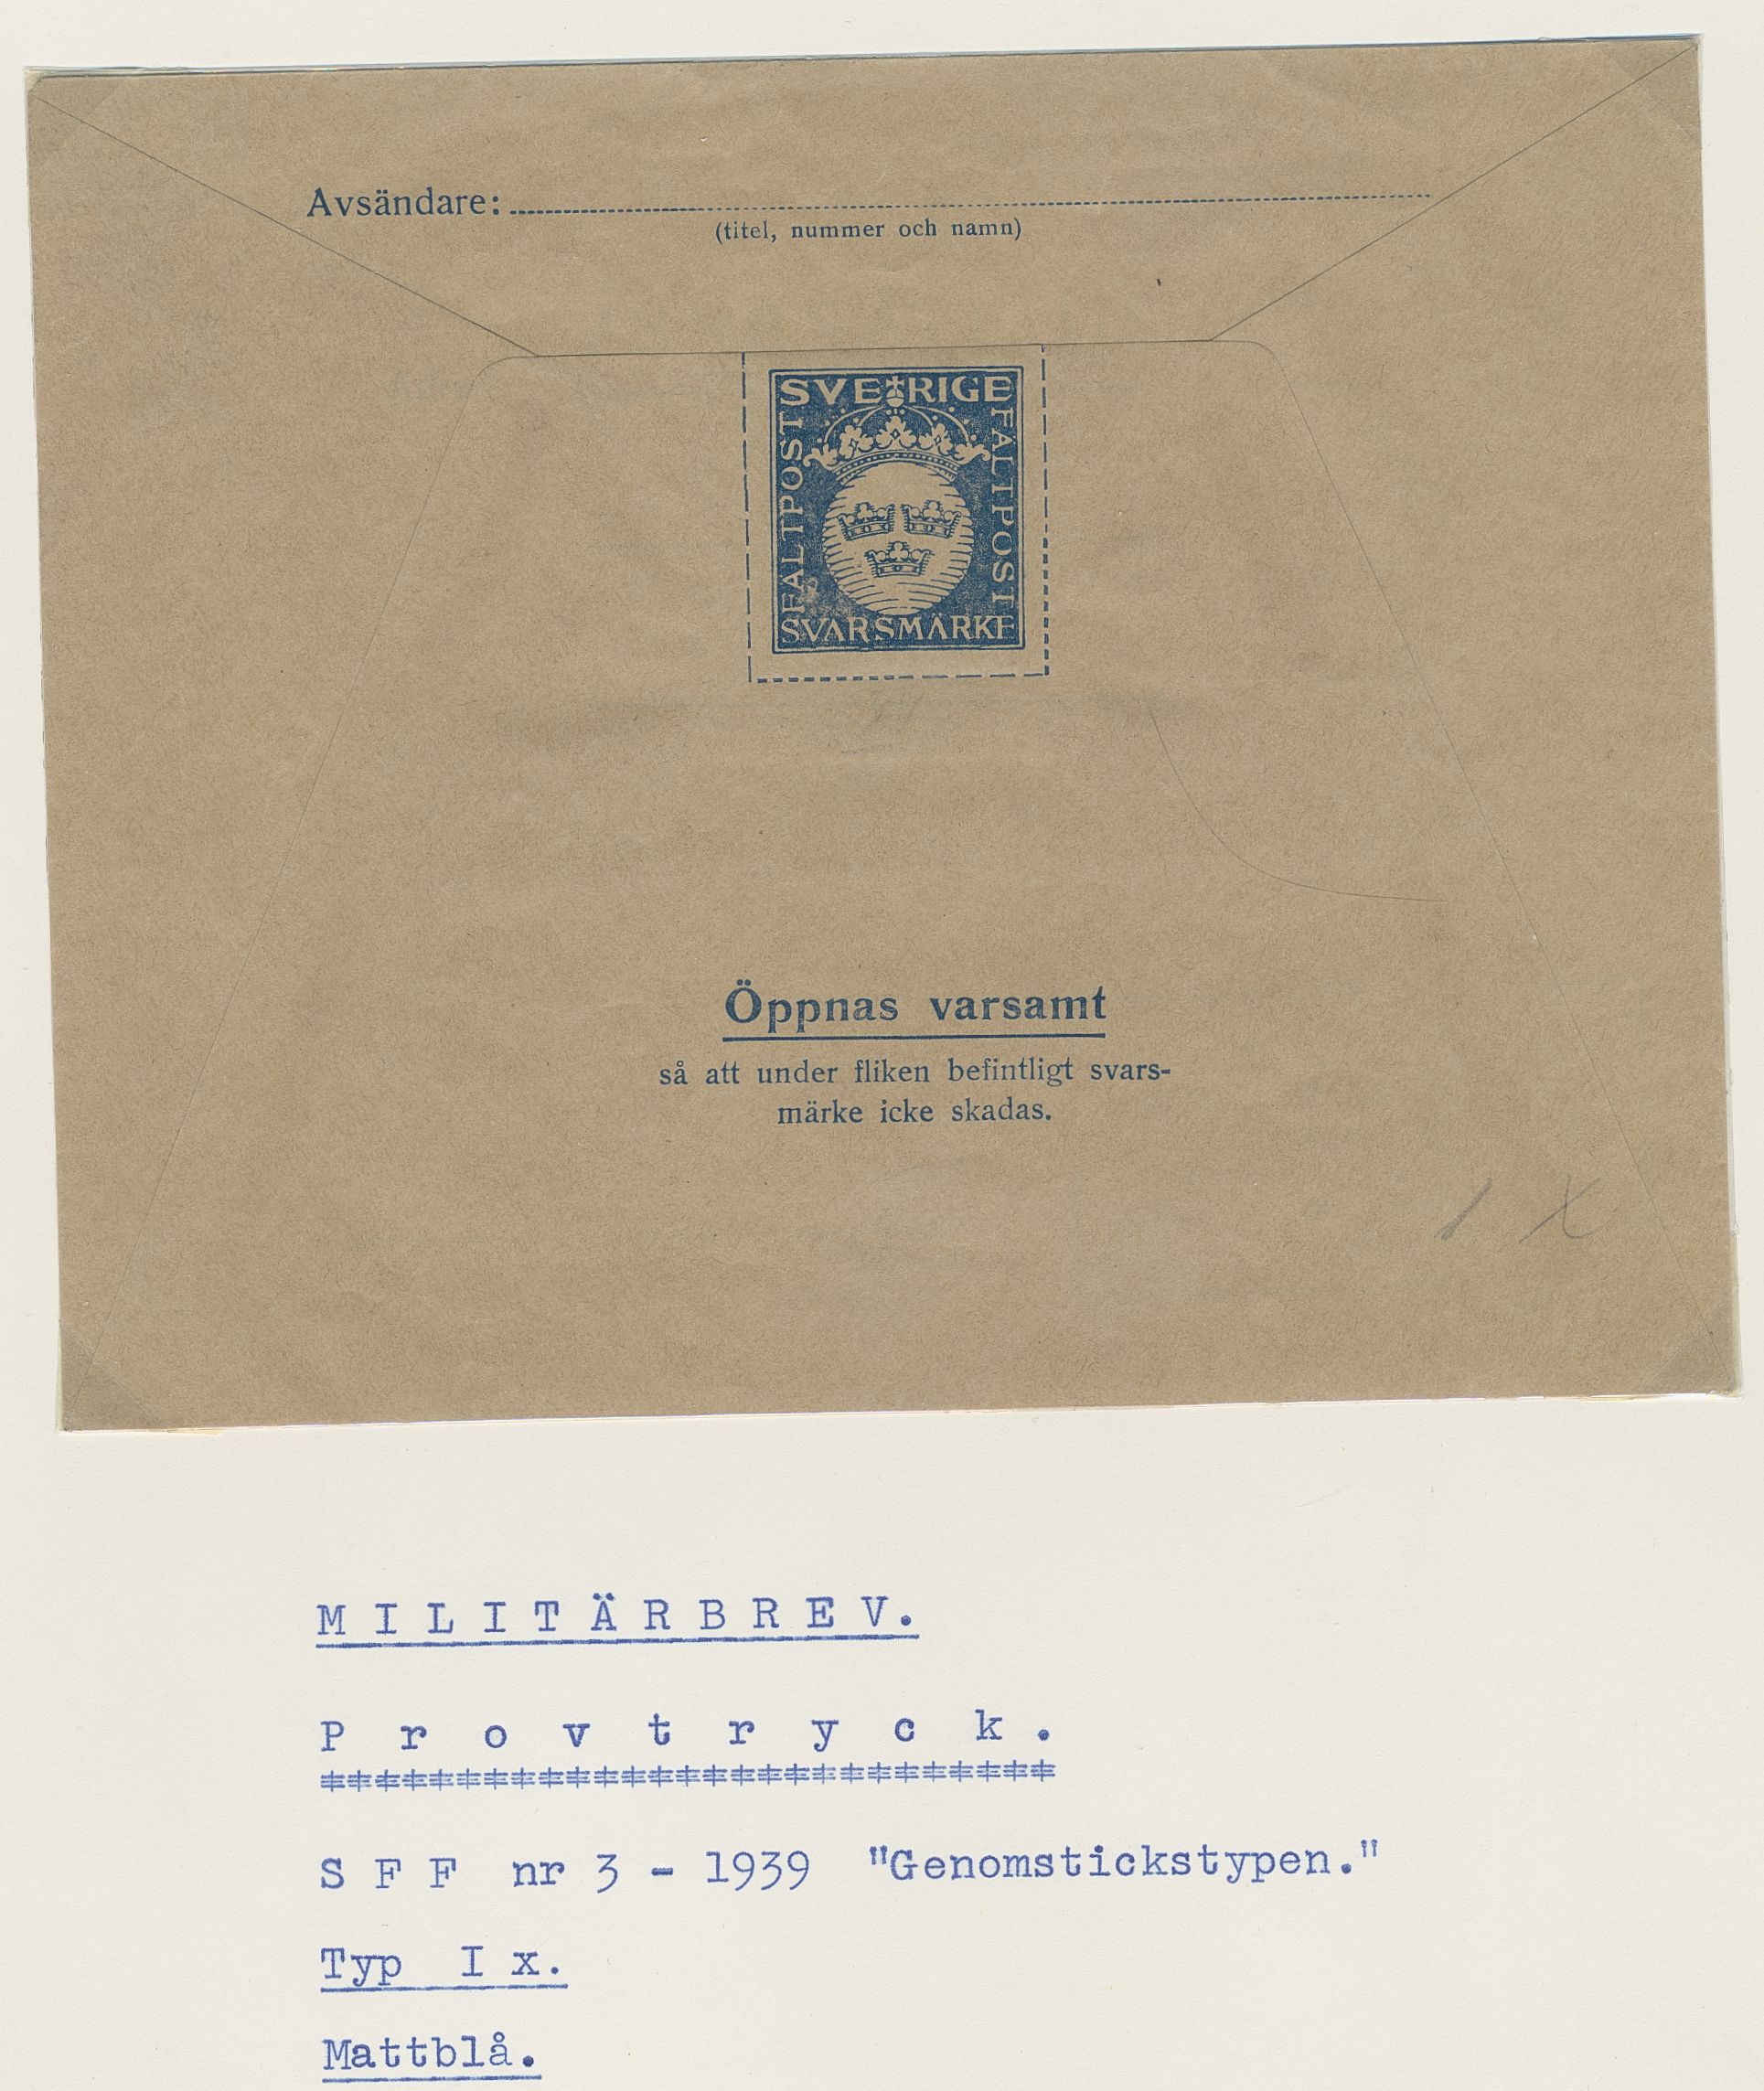 Avsändare:
(titel, nummer och namn)
SVERIGE
FÄLTPOST
FÄLTPOST
SVARSMÄRKE
Öppnas varsamt
så att under fliken befintligt svars-
märke icke skadas.
1 X
MILITÄRBREV.
Provtryck.
SFF nr 3 - 1939 "Genomstickstypen."
Typ I x.
Mattblå.